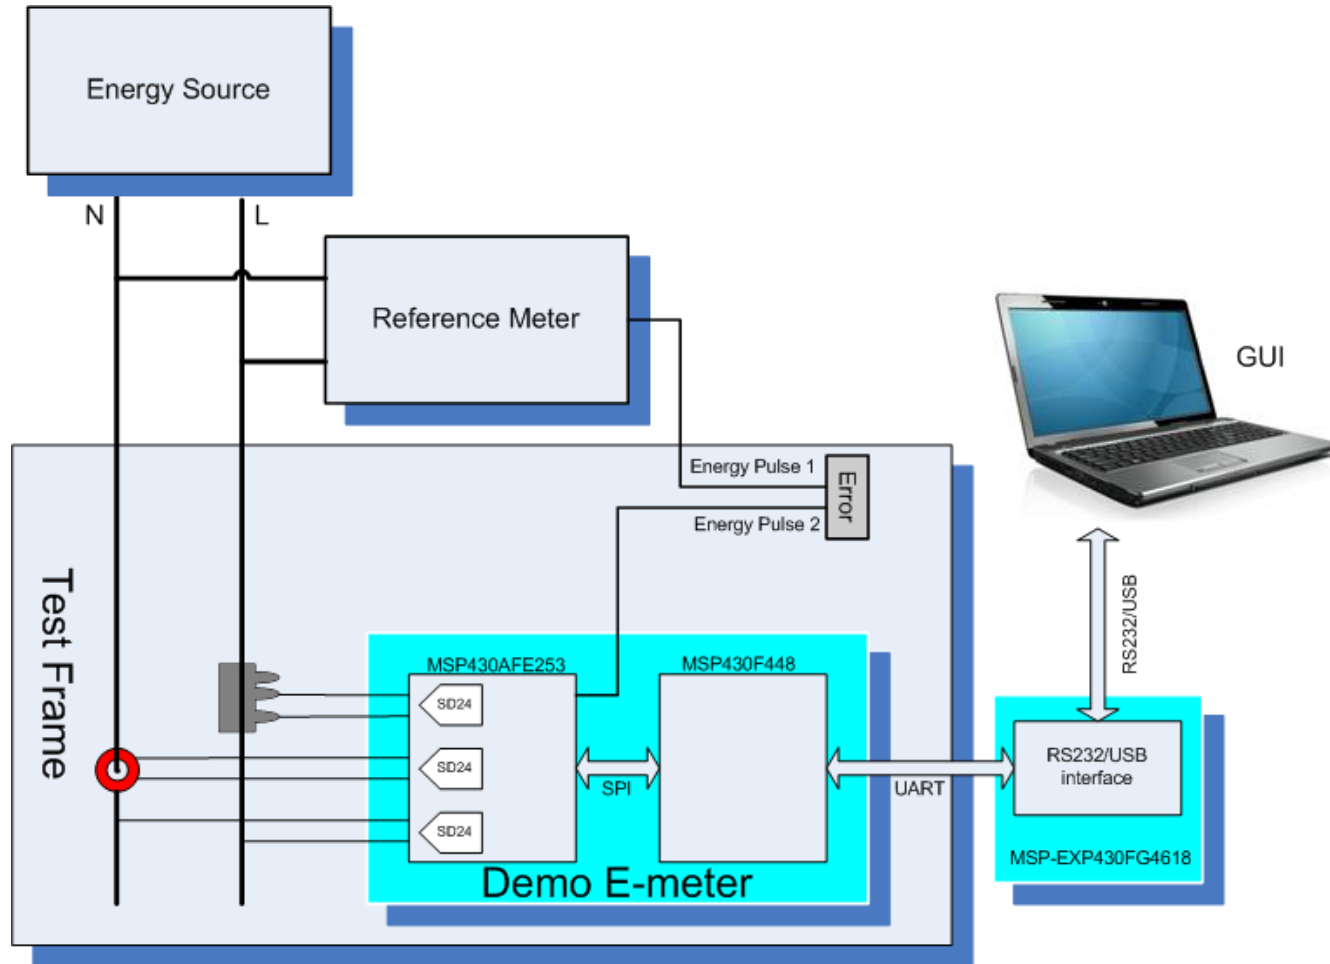 Energy Source
N
L
Reference Meter
GUI
Energy Pulse 1
Error
Energy Pulse 2
Test Frame
RS232/USB
MSP430AFE253
MSP430F448
SD24
SD24
SD24
SPI
UART
RS232/USB
interface
MSP-EXP430FG4618
Demo E-meter